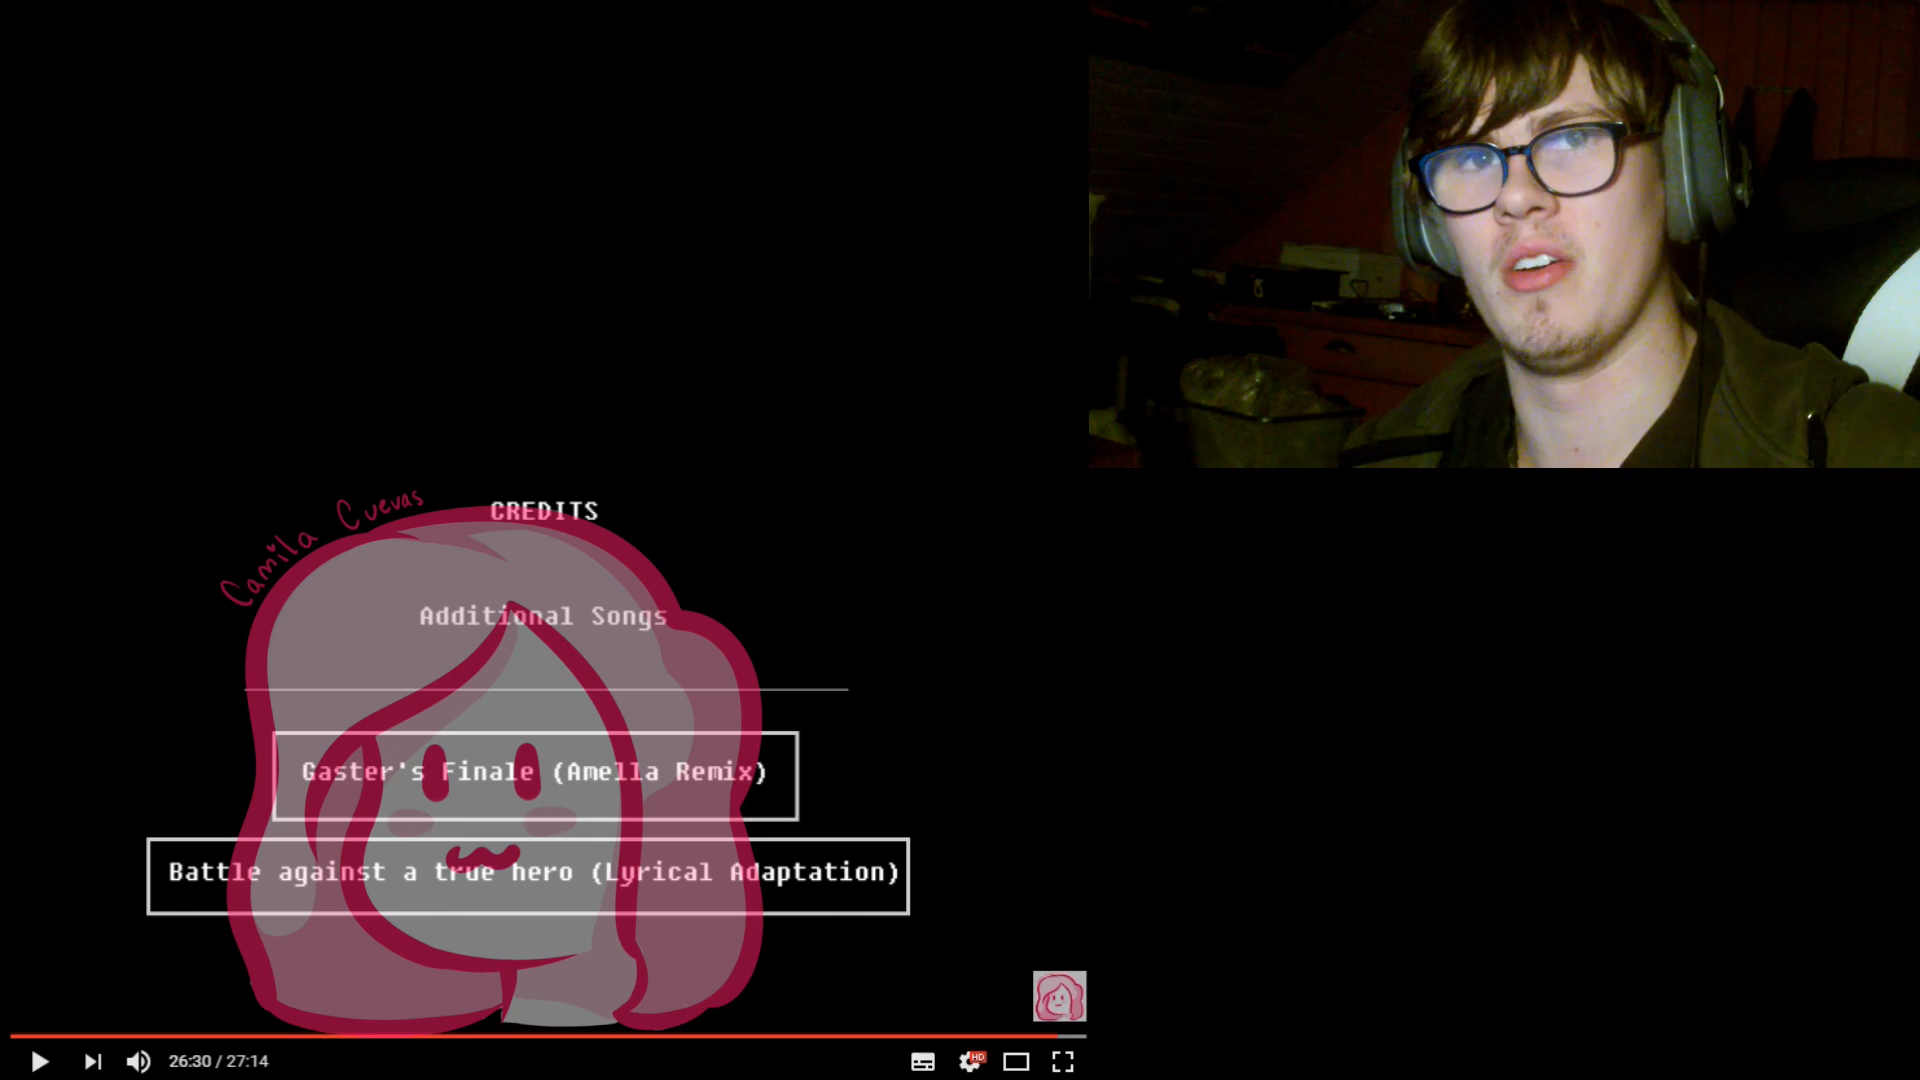 Camila Cuevas
CREDITS
Additional Songs
Gaster's Finale (Amella Remix)
Battle against a true hero (Lyrical Adaptation)
26:30 / 27:14
HD